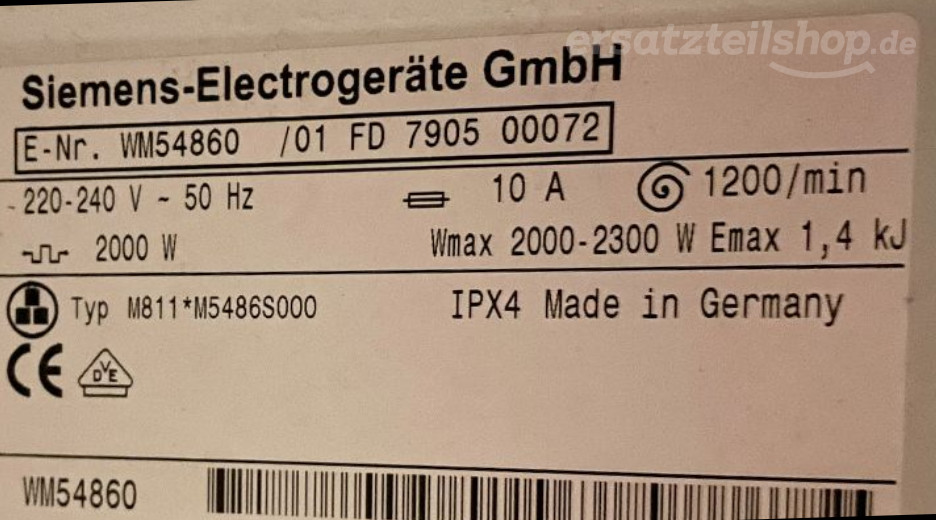 ersatzteilshop.de
Siemens-Electrogeräte GmbH
E-Nr. WM54860 /01 FD 7905 00072
~ 220-240 V ~ 50 Hz 10 A 1200/min
2000 W Wmax 2000-2300 W Emax 1,4 kJ
Typ M811*M5486S000 IPX4 Made in Germany
CE DVE
WM54860